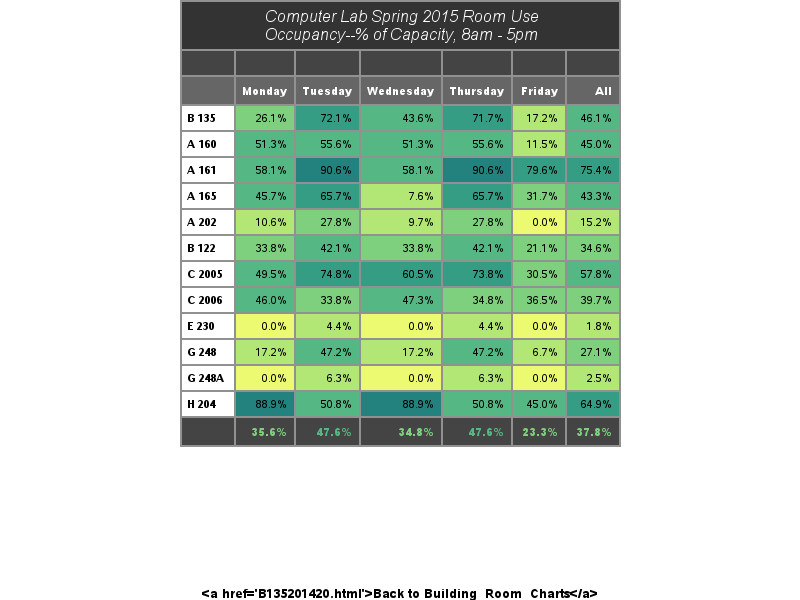 Computer Lab Spring 2015 Room Use
Occupancy--% of Capacity, 8am - 5pm
Monday Tuesday Wednesday Thursday Friday All
B 135 26.1% 72.1% 43.6% 71.7% 17.2% 46.1%
A 160 51.3% 55.6% 51.3% 55.6% 11.5% 45.0%
A 161 58.1% 90.6% 58.1% 90.6% 79.6% 75.4%
A 165 45.7% 65.7% 7.6% 65.7% 31.7% 43.3%
A 202 10.6% 27.8% 9.7% 27.8% 0.0% 15.2%
B 122 33.8% 42.1% 33.8% 42.1% 21.1% 34.6%
C 2005 49.5% 74.8% 60.5% 73.8% 30.5% 57.8%
C 2006 46.0% 33.8% 47.3% 34.8% 36.5% 39.7%
E 230 0.0% 4.4% 0.0% 4.4% 0.0% 1.8%
G 248 17.2% 47.2% 17.2% 47.2% 6.7% 27.1%
G 248A 0.0% 6.3% 0.0% 6.3% 0.0% 2.5%
H 204 88.9% 50.8% 88.9% 50.8% 45.0% 64.9%
35.6% 47.6% 34.8% 47.6% 23.3% 37.8%
<a href='B135201420.html'>Back to Building_Room_Charts</a>